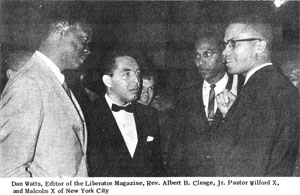 Dan Watts, Editor of the Liberator Magazine, Rev. Albert B. Cleage, Jr. Pastor Wilford X,
and Malcolm X of New York City